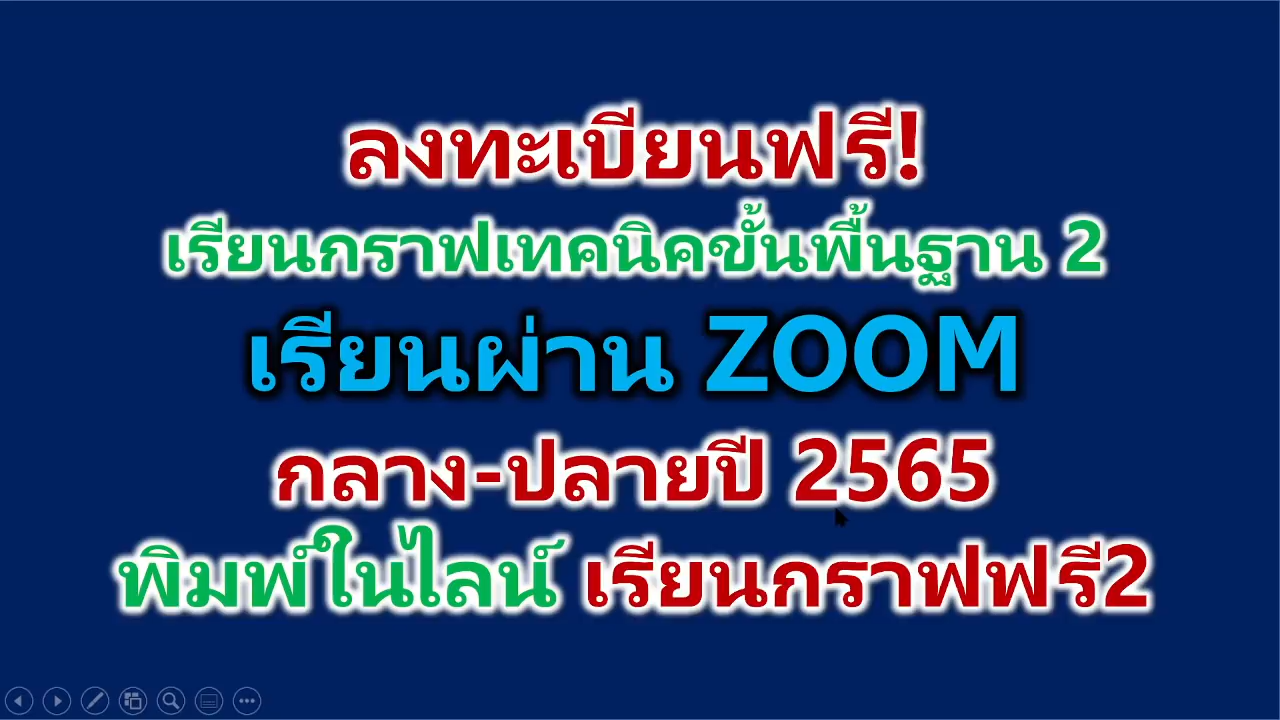 ลงทะเบียนฟรี!
เรียนกราฟเทคนิคขั้นพื้นฐาน 2
เรียนผ่าน ZOOM
กลาง-ปลายปี 2565
พิมพ์ในไลน์ เรียนกราฟฟรี2